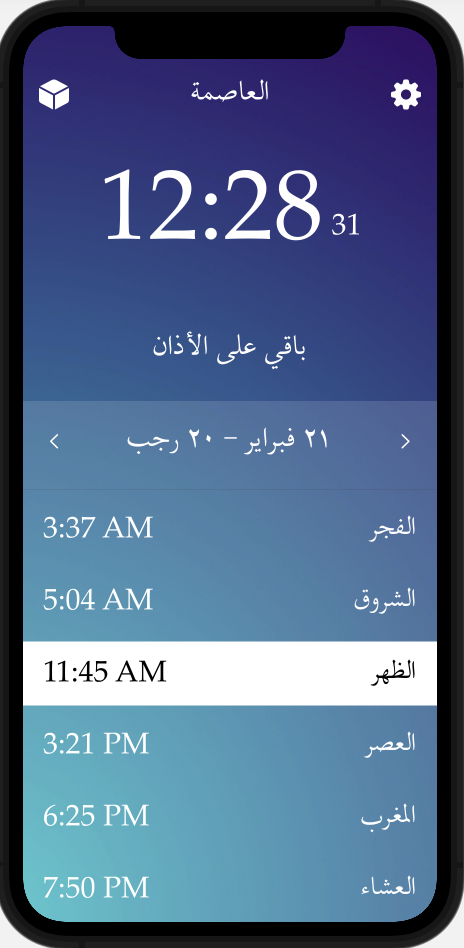 العاصمة
12:28 31
باقي على الأذان
٢١ فبراير - ٢٠ رجب
الفجر 3:37 AM
الشروق 5:04 AM
الظهر 11:45 AM
العصر 3:21 PM
المغرب 6:25 PM
العشاء 7:50 PM